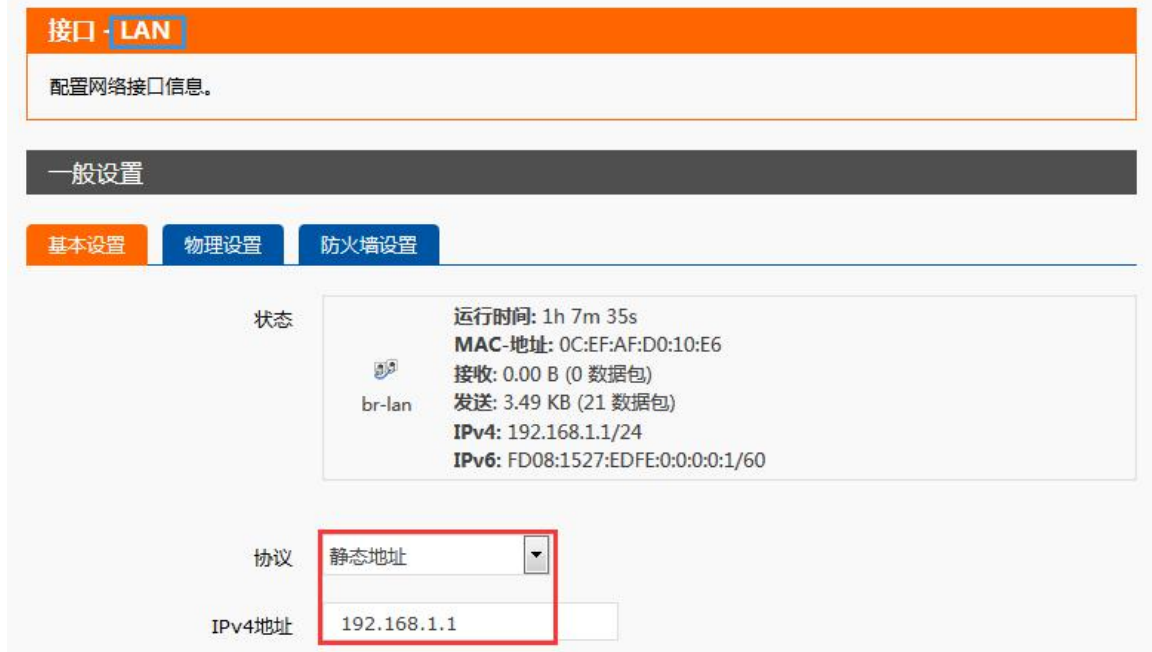 接口 - LAN
配置网络接口信息。
一般设置
基本设置 物理设置 防火墙设置
状态
运行时间: 1h 7m 35s
MAC-地址: 0C:EF:AF:D0:10:E6
接收: 0.00 B (0 数据包)
br-lan
发送: 3.49 KB (21 数据包)
IPv4: 192.168.1.1/24
IPv6: FD08:1527:EDFE:0:0:0:0:1/60
协议 静态地址
IPv4地址 192.168.1.1